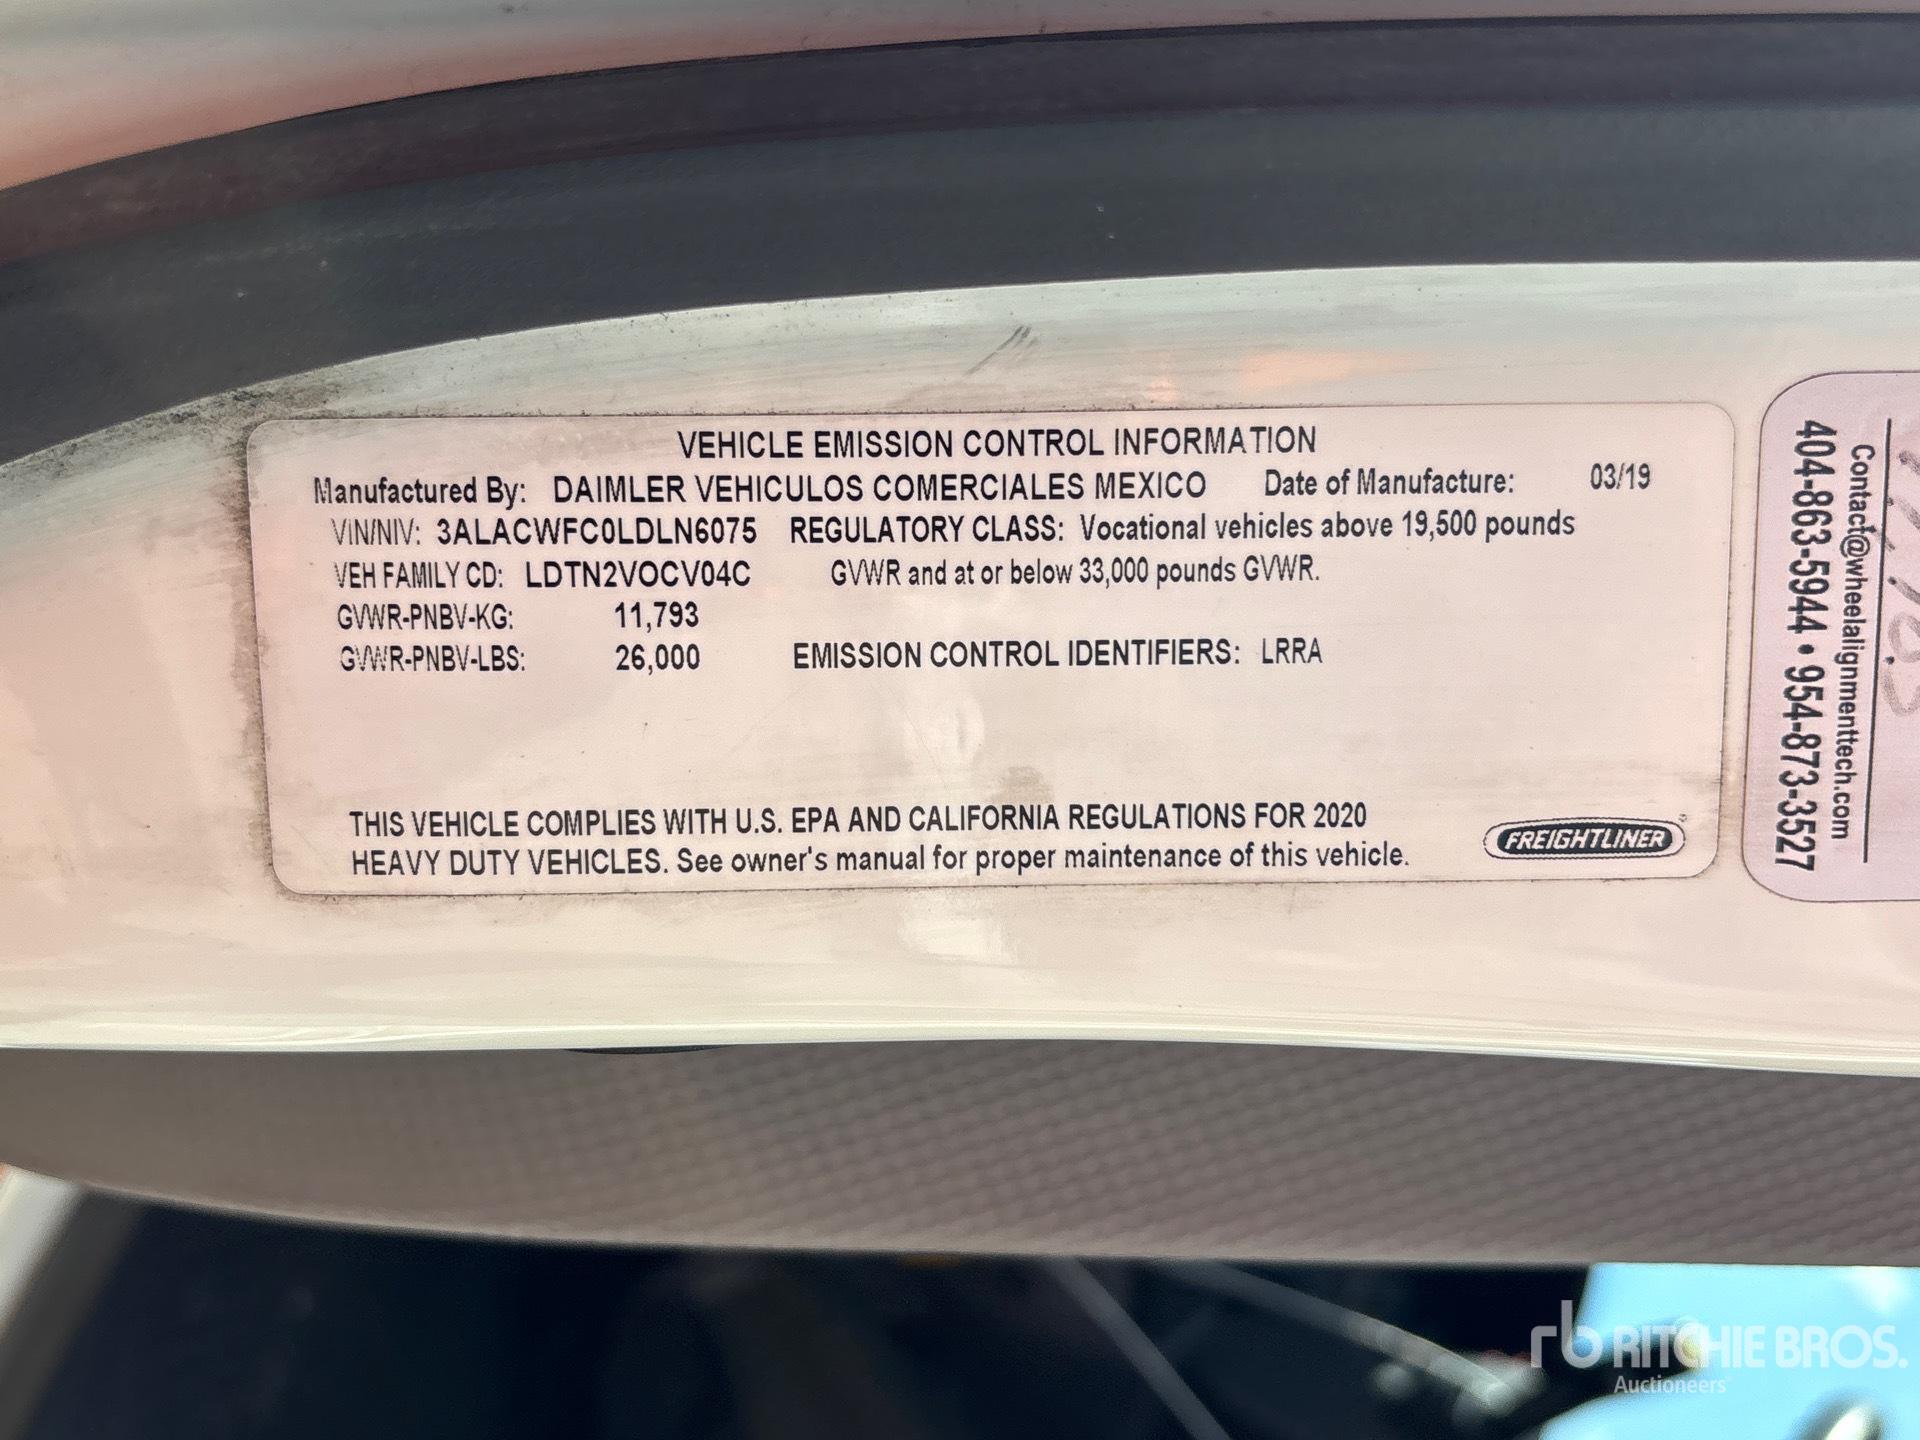 VEHICLE EMISSION CONTROL INFORMATION
Manufactured By: DAIMLER VEHICULOS COMERCIALES MEXICO Date of Manufacture: 03/19
VIN/NIV: 3ALACWFC0LDLN6075 REGULATORY CLASS: Vocational vehicles above 19,500 pounds
VEH FAMILY CD: LDTN2VOCV04C GVWR and at or below 33,000 pounds GVWR.
GVWR-PNBV-KG: 11,793
GVWR-PNBV-LBS: 26,000 EMISSION CONTROL IDENTIFIERS: LRRA
THIS VEHICLE COMPLIES WITH U.S. EPA AND CALIFORNIA REGULATIONS FOR 2020
HEAVY DUTY VEHICLES. See owner's manual for proper maintenance of this vehicle.
FREIGHTLINER
Contact@wheelalignmenttech.com
404-863-5944 • 954-873-3527
rb RITCHIE BROS.
Auctioneers